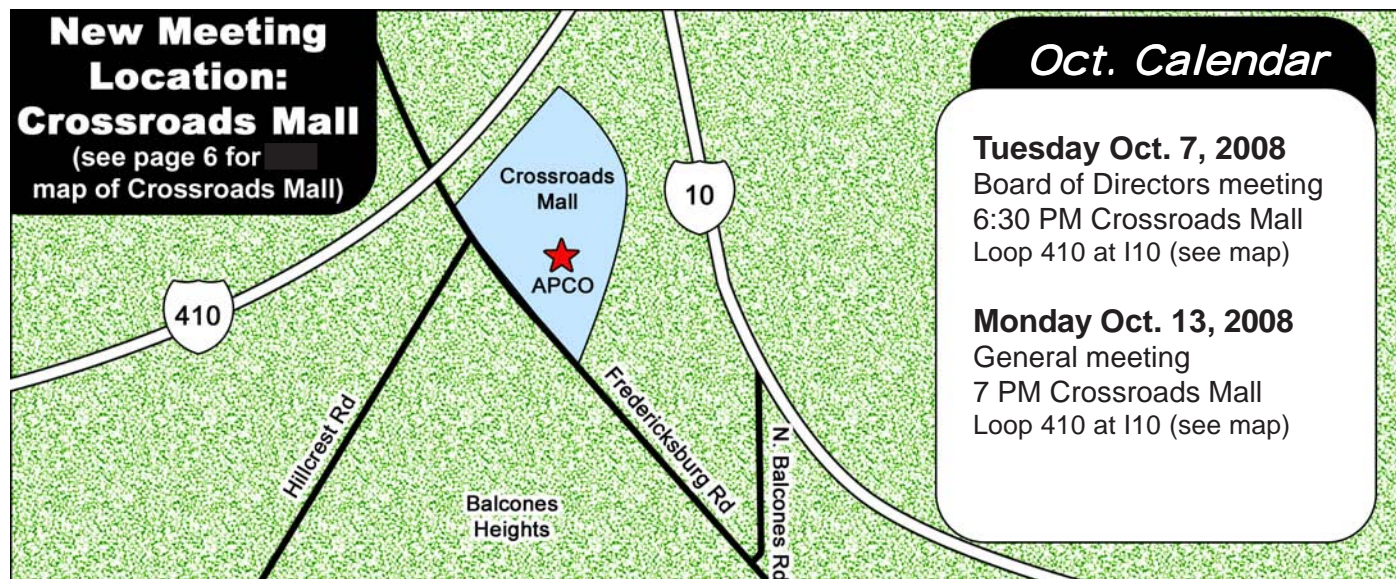 New Meeting
Location:
Crossroads Mall
(see page 6 for
map of Crossroads Mall)
Crossroads
Mall
APCO
410
10
Hillcrest Rd
Fredericksburg Rd
N. Balcones Rd
Balcones
Heights
Oct. Calendar
Tuesday Oct. 7, 2008
Board of Directors meeting
6:30 PM Crossroads Mall
Loop 410 at I10 (see map)
Monday Oct. 13, 2008
General meeting
7 PM Crossroads Mall
Loop 410 at I10 (see map)